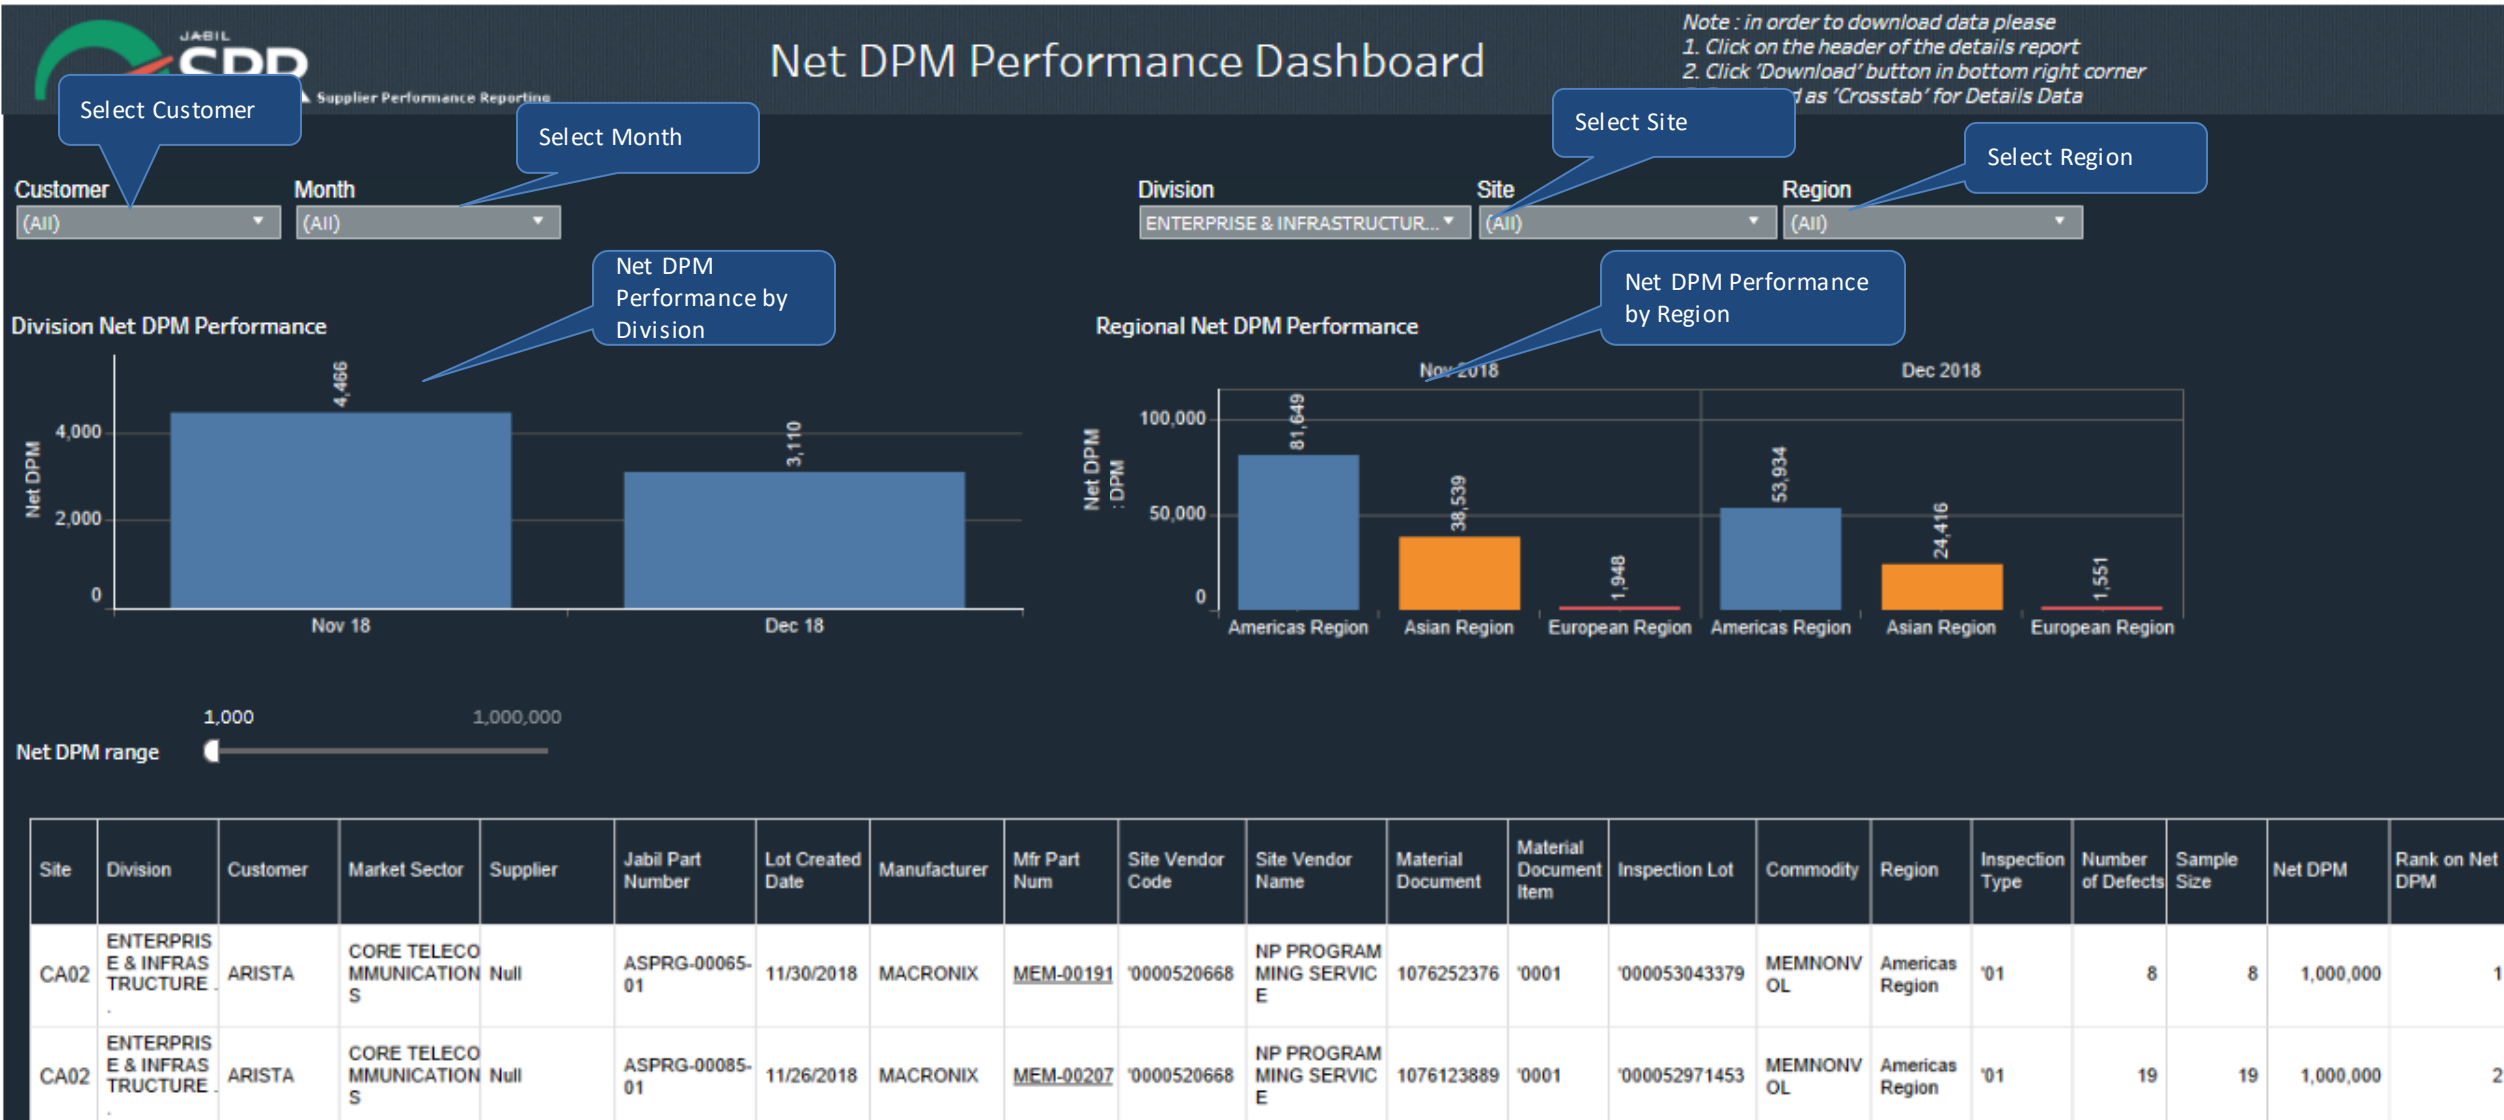 JABIL
SPR
Supplier Performance Reporting
Net DPM Performance Dashboard
Note : in order to download data please
1. Click on the header of the details report
2. Click 'Download' button in bottom right corner
as 'Crosstab' for Details Data
Select Customer
Select Month
Select Site
Select Region
Customer
Month
Division
Site
Region
(All)
(All)
ENTERPRISE & INFRASTRUCTUR...
(All)
(All)
Net DPM
Performance by
Division
Net DPM Performance
by Region
Division Net DPM Performance
Regional Net DPM Performance
Nov 2018
Dec 2018
Net DPM
4,000
2,000
0
4,466
3,110
Nov 18
Dec 18
Net DPM
: DPM
100,000
50,000
0
81,649
38,539
1,948
53,934
24,416
1,551
Americas Region
Asian Region
European Region
Americas Region
Asian Region
European Region
1,000
1,000,000
Net DPM range
Site
Division
Customer
Market Sector
Supplier
Jabil Part
Number
Lot Created
Date
Manufacturer
Mfr Part
Num
Site Vendor
Code
Site Vendor
Name
Material
Document
Material
Document
Item
Inspection Lot
Commodity
Region
Inspection
Type
Number
of Defects
Sample
Size
Net DPM
Rank on Net
DPM
CA02
ENTERPRIS
E & INFRAS
TRUCTURE .
.
ARISTA
CORE TELECO
MMUNICATION
S
Null
ASPRG-00065-
01
11/30/2018
MACRONIX
MEM-00191
'0000520668
NP PROGRAM
MING SERVIC
E
1076252376
'0001
'000053043379
MEMNONV
OL
Americas
Region
'01
8
8
1,000,000
1
CA02
ENTERPRIS
E & INFRAS
TRUCTURE .
.
ARISTA
CORE TELECO
MMUNICATION
S
Null
ASPRG-00085-
01
11/26/2018
MACRONIX
MEM-00207
'0000520668
NP PROGRAM
MING SERVIC
E
1076123889
'0001
'000052971453
MEMNONV
OL
Americas
Region
'01
19
19
1,000,000
2